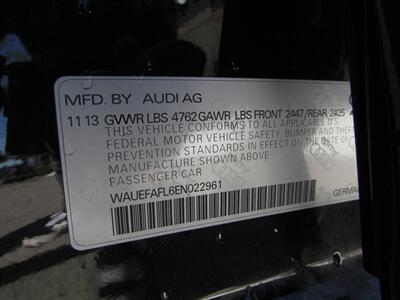 MFD. BY AUDI AG
11 13 GVWR LBS 4762 GAWR LBS FRONT 2447/REAR 2425
THIS VEHICLE CONFORMS TO ALL APPLICABLE U.S.
FEDERAL MOTOR VEHICLE SAFETY, BUMPER AND THEFT
PREVENTION STANDARDS IN EFFECT ON THE DATE OF
MANUFACTURE SHOWN ABOVE.
PASSENGER CAR
WAUEFAFL6EN022961
GERMAN